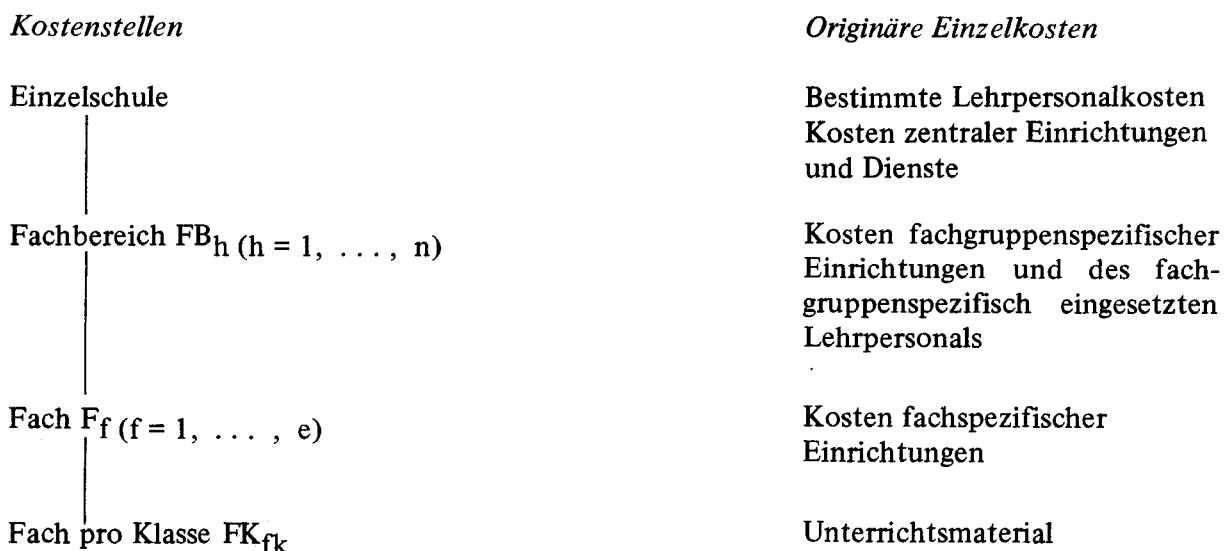 Kostenstellen
Originäre Einzelkosten
Einzelschule
Bestimmte Lehrpersonalkosten
Kosten zentraler Einrichtungen
und Dienste
Fachbereich FBh (h = 1, ..., n)
Kosten fachgruppenspezifischer
Einrichtungen und des fach-
gruppenspezifisch eingesetzten
Lehrpersonals
Fach Ff (f = 1, ... , e)
Kosten fachspezifischer
Einrichtungen
Fach pro Klasse FKfk
Unterrichtsmaterial